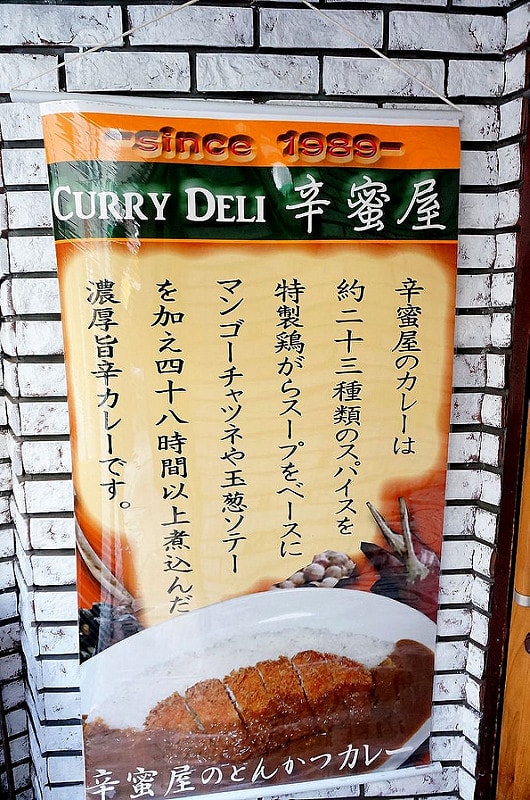 -since 1989-
CURRY DELI 辛蜜屋
辛蜜屋のカレーは
約二十三種類のスパイスを
特製鶏がらスープをベースに
マンゴーチャツネや玉葱ソテー
を加え四十八時間以上煮込んだ
濃厚旨辛カレーです。
辛蜜屋のとんかつカレー